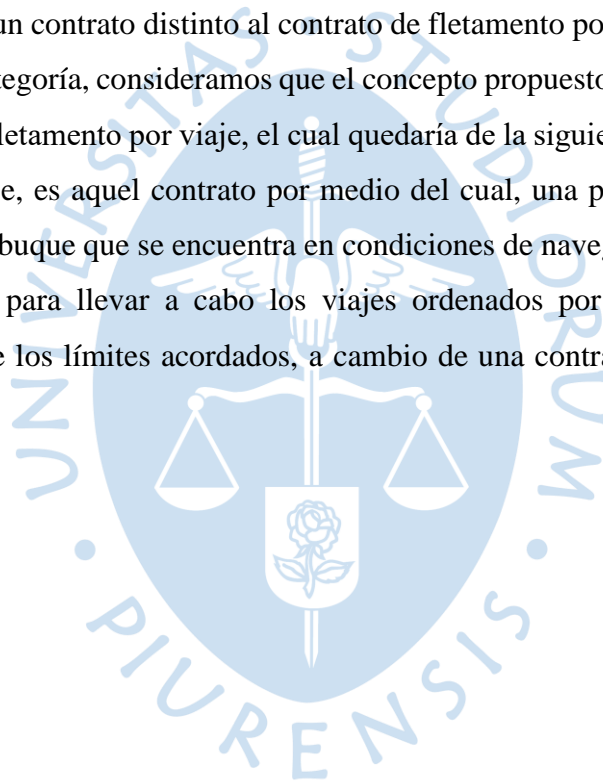 un contrato distinto al contrato de fletamento po
tegoría, consideramos que el concepto propuesto
letamento por viaje, el cual quedaría de la siguie
e, es aquel contrato por medio del cual, una p
buque que se encuentra en condiciones de naveg
para llevar a cabo los viajes ordenados por
e los límites acordados, a cambio de una contra
UNIVERSITAS • STUDIORUM • PIURENSIS •